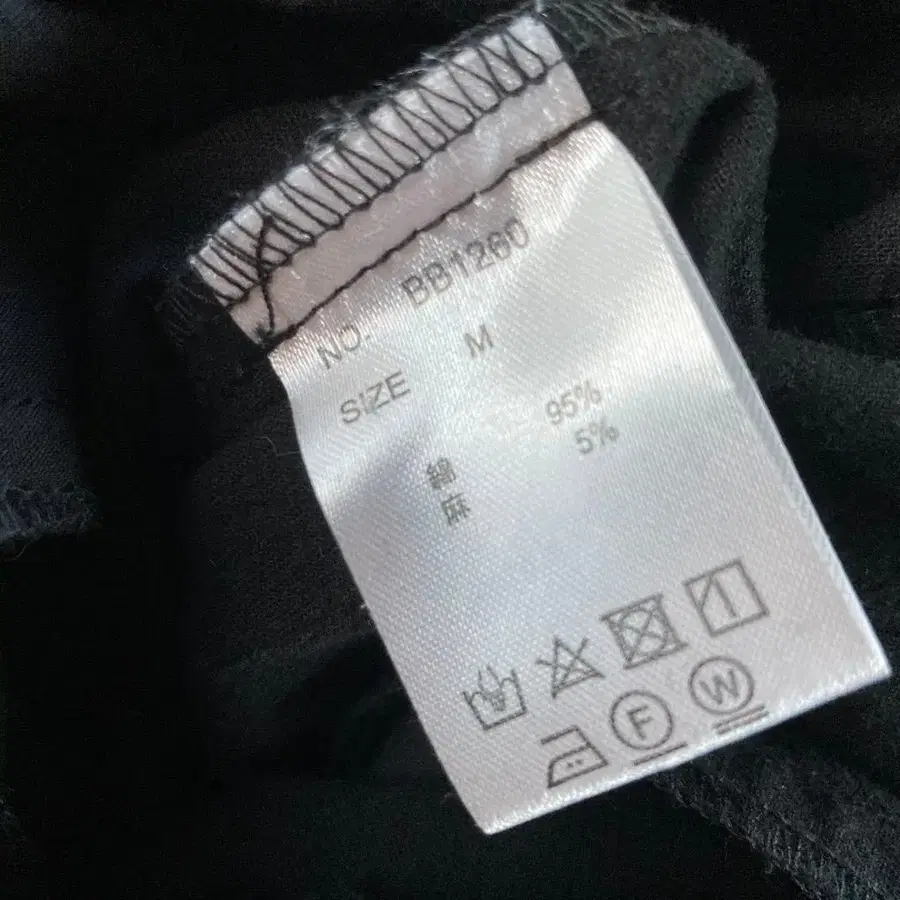 NO. BB1260
SIZE M
綿 95%
麻 5%
F W